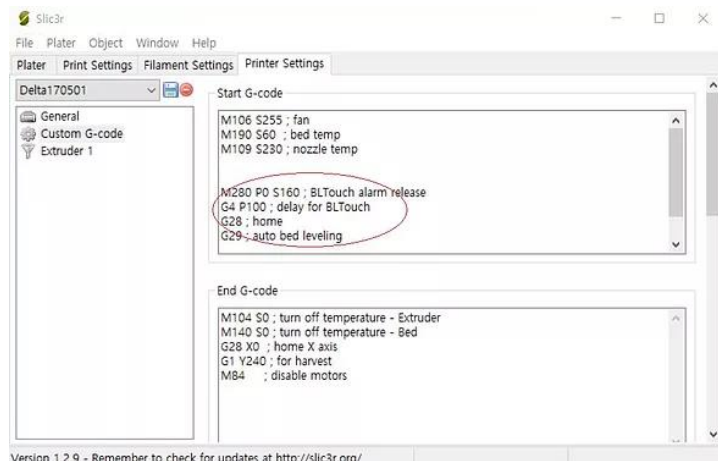 Slic3r
File Plater Object Window Help
Plater Print Settings Filament Settings Printer Settings
Delta170501
General
Custom G-code
Extruder 1
Start G-code
M106 S255 ; fan
M190 S60 ; bed temp
M109 S230 ; nozzle temp
M280 P0 S160 ; BLTouch alarm release
G4 P100 ; delay for BLTouch
G28 ; home
G29 ; auto bed leveling
End G-code
M104 S0 ; turn off temperature - Extruder
M140 S0 ; turn off temperature - Bed
G28 X0 ; home X axis
G1 Y240 ; for harvest
M84 ; disable motors
Version 1.2.9 - Remember to check for updates at http://slic3r.org/